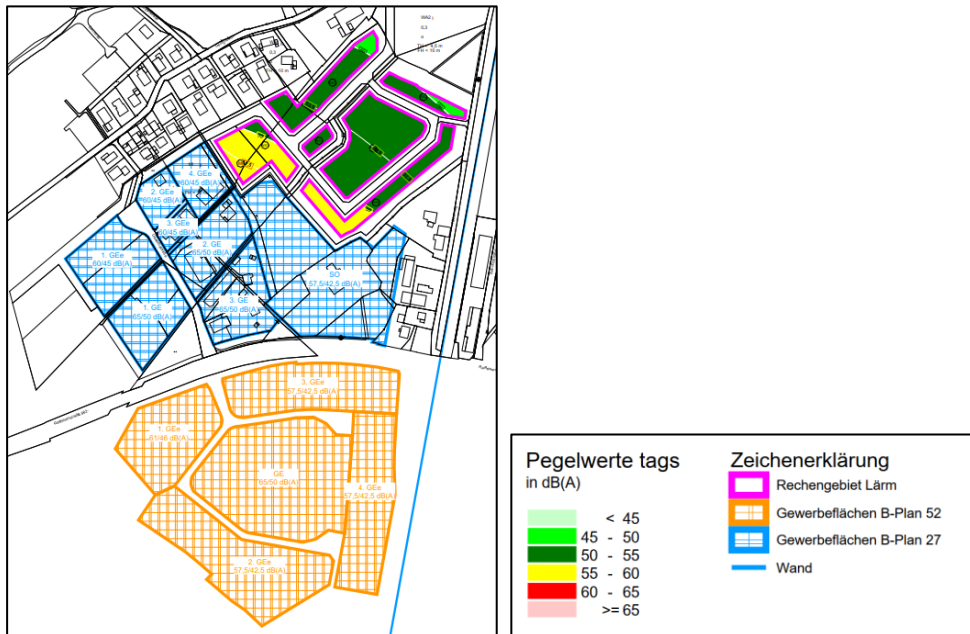 WA2
0,3
o
0,3
4. GEe
60/45 dB(A)
2. GEe
60/45 dB(A)
3. GEe
60/45 dB(A)
2. GE
65/50 dB(A)
1. GEe
60/45 dB(A)
SO
57,5/42,5 dB(A)
1. GE
65/50 dB(A)
3. GE
65/50 dB(A)
3. GEe
57,5/42,5 dB(A)
1. GEe
61/46 dB(A)
GE
65/50 dB(A)
4. GEe
57,5/42,5 dB(A)
2. GEe
57,5/42,5 dB(A)
Pegelwerte tags
in dB(A)
< 45
45 - 50
50 - 55
55 - 60
60 - 65
>= 65
Zeichenerklärung
Rechengebiet Lärm
Gewerbeflächen B-Plan 52
Gewerbeflächen B-Plan 27
Wand